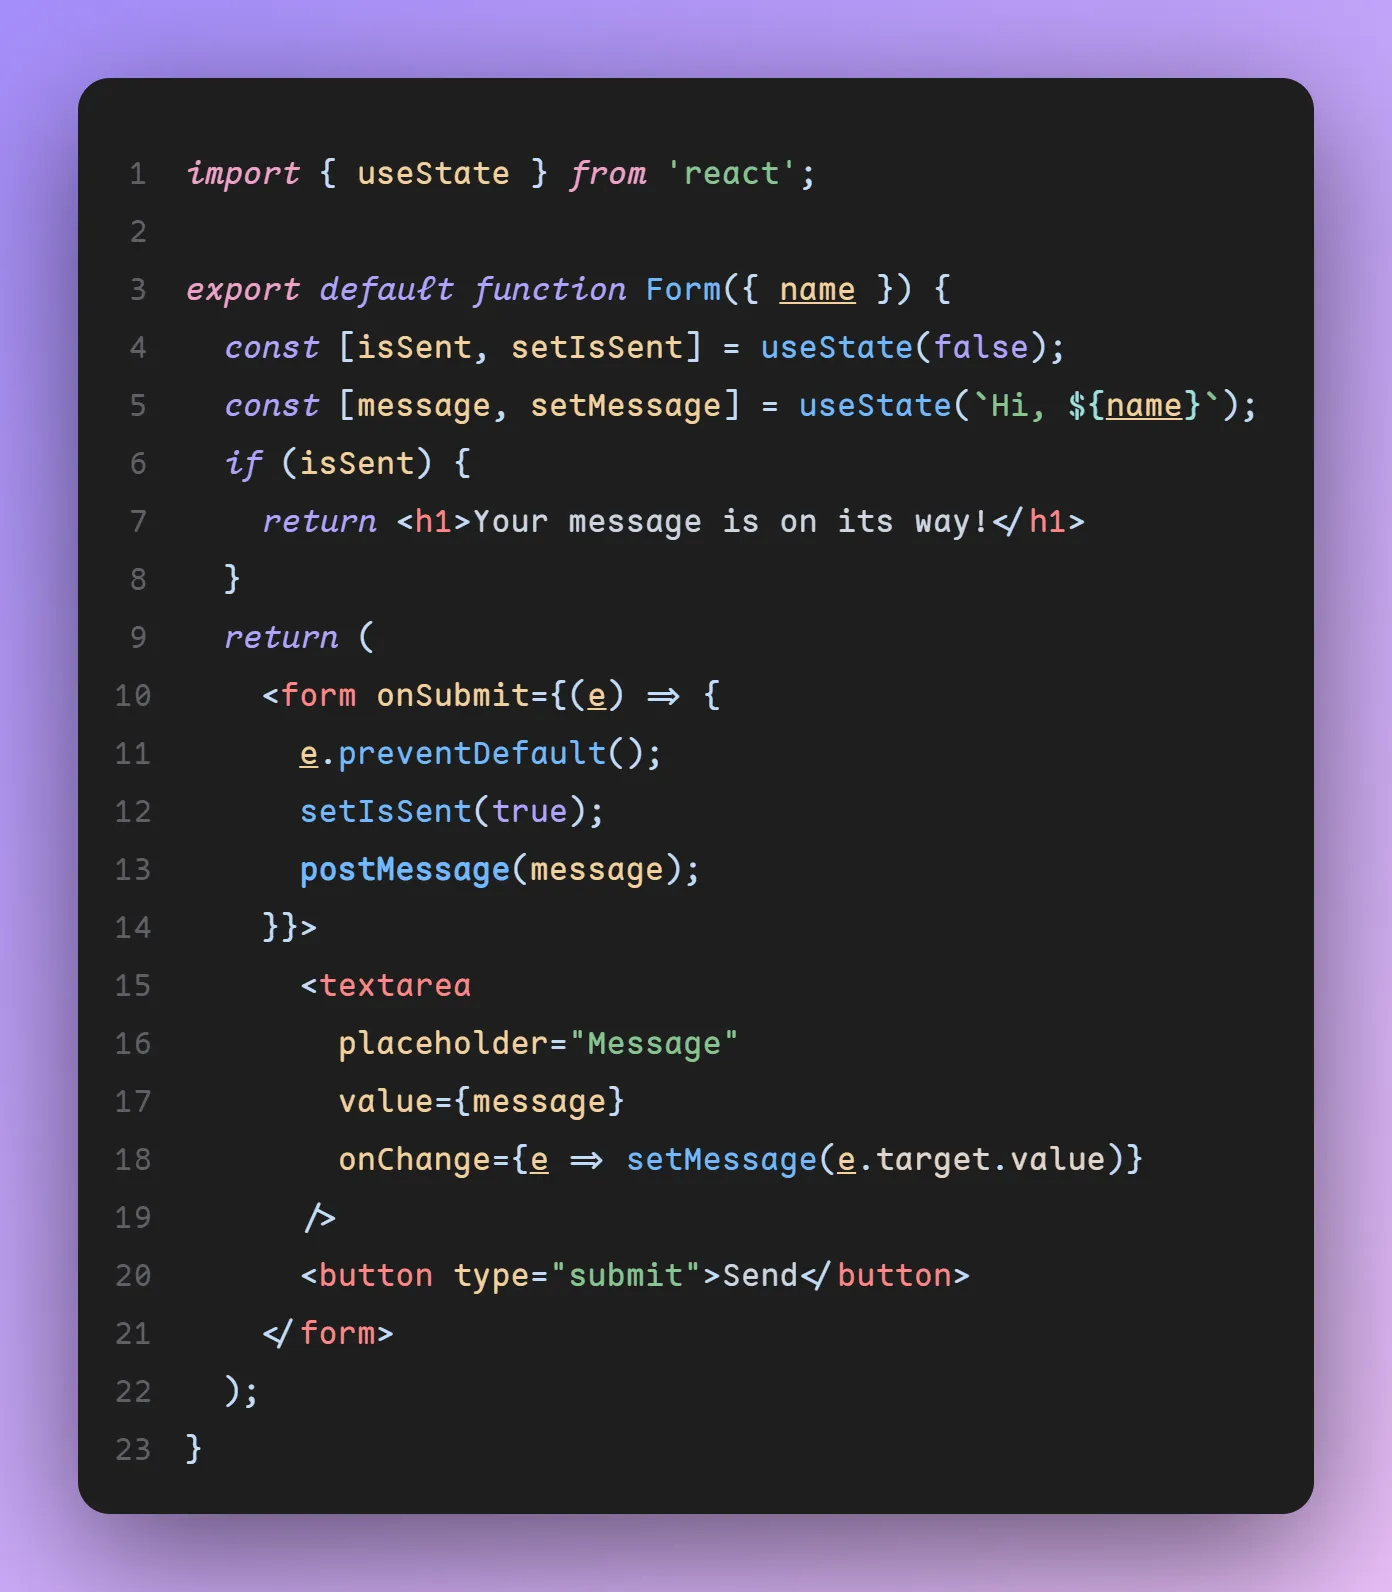 1 import { useState } from 'react';
2
3 export default function Form({ name }) {
4   const [isSent, setIsSent] = useState(false);
5   const [message, setMessage] = useState(`Hi, ${name}`);
6   if (isSent) {
7     return <h1>Your message is on its way!</h1>
8   }
9   return (
10     <form onSubmit={(e) => {
11       e.preventDefault();
12       setIsSent(true);
13       postMessage(message);
14     }}>
15       <textarea
16         placeholder="Message"
17         value={message}
18         onChange={e => setMessage(e.target.value)}
19       />
20       <button type="submit">Send</button>
21     </form>
22   );
23 }